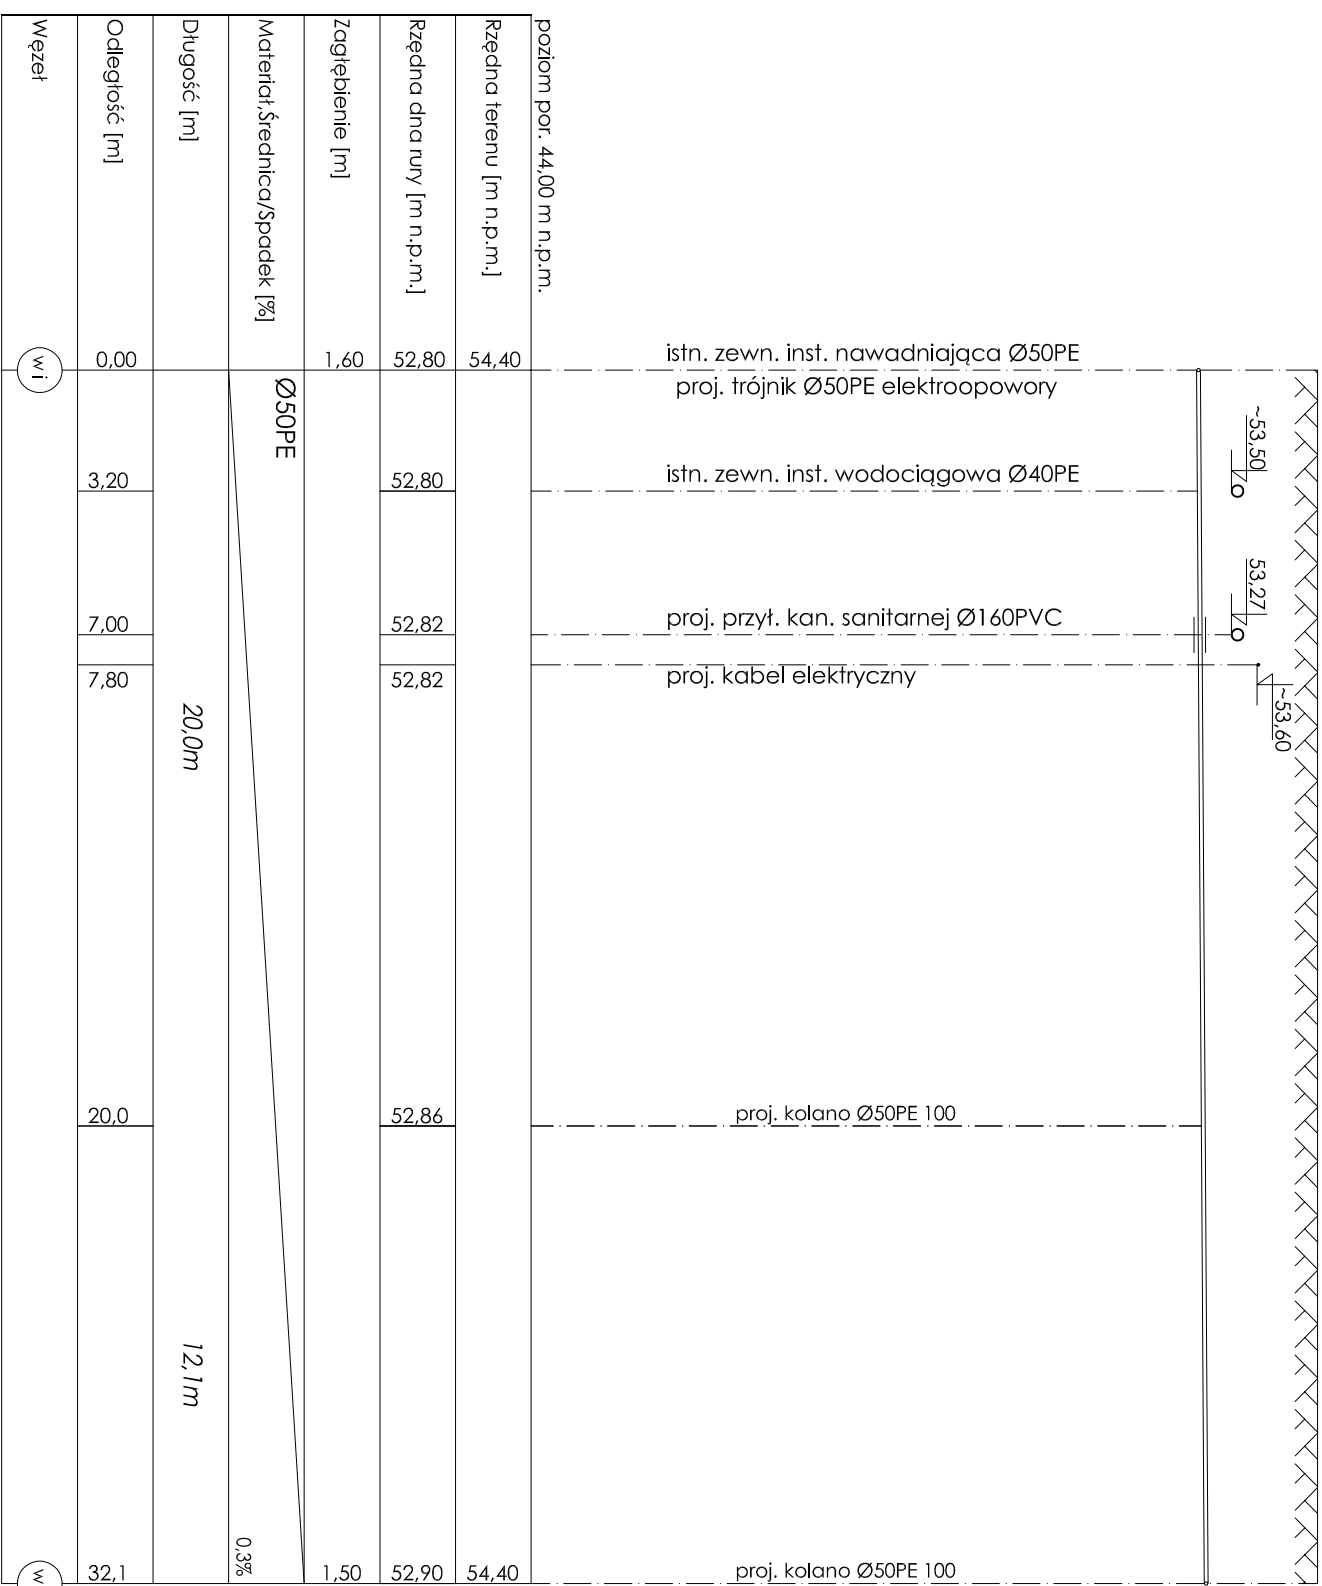 poziom por. 44,00 m n.p.m.
Rzędna terenu [m n.p.m.]
Rzędna dna rury [m n.p.m.]
Zagłębienie [m]
Materiał,Średnica/Spadek [%]
Długość [m]
Odległość [m]
Węzeł
istn. zewn. inst. nawadniająca Ø50PE
0,00
1,60
52,80
54,40
wi
proj. trójnik Ø50PE elektroopowory
Ø50PE
~53,50
istn. zewn. inst. wodociągowa Ø40PE
3,20
52,80
53,27
proj. przył. kan. sanitarnej Ø160PVC
7,00
52,82
proj. kabel elektryczny
7,80
52,82
~53,60
20,0m
proj. kolano Ø50PE 100
20,0
52,86
12,1m
0,3%
proj. kolano Ø50PE 100
32,1
1,50
52,90
54,40
w